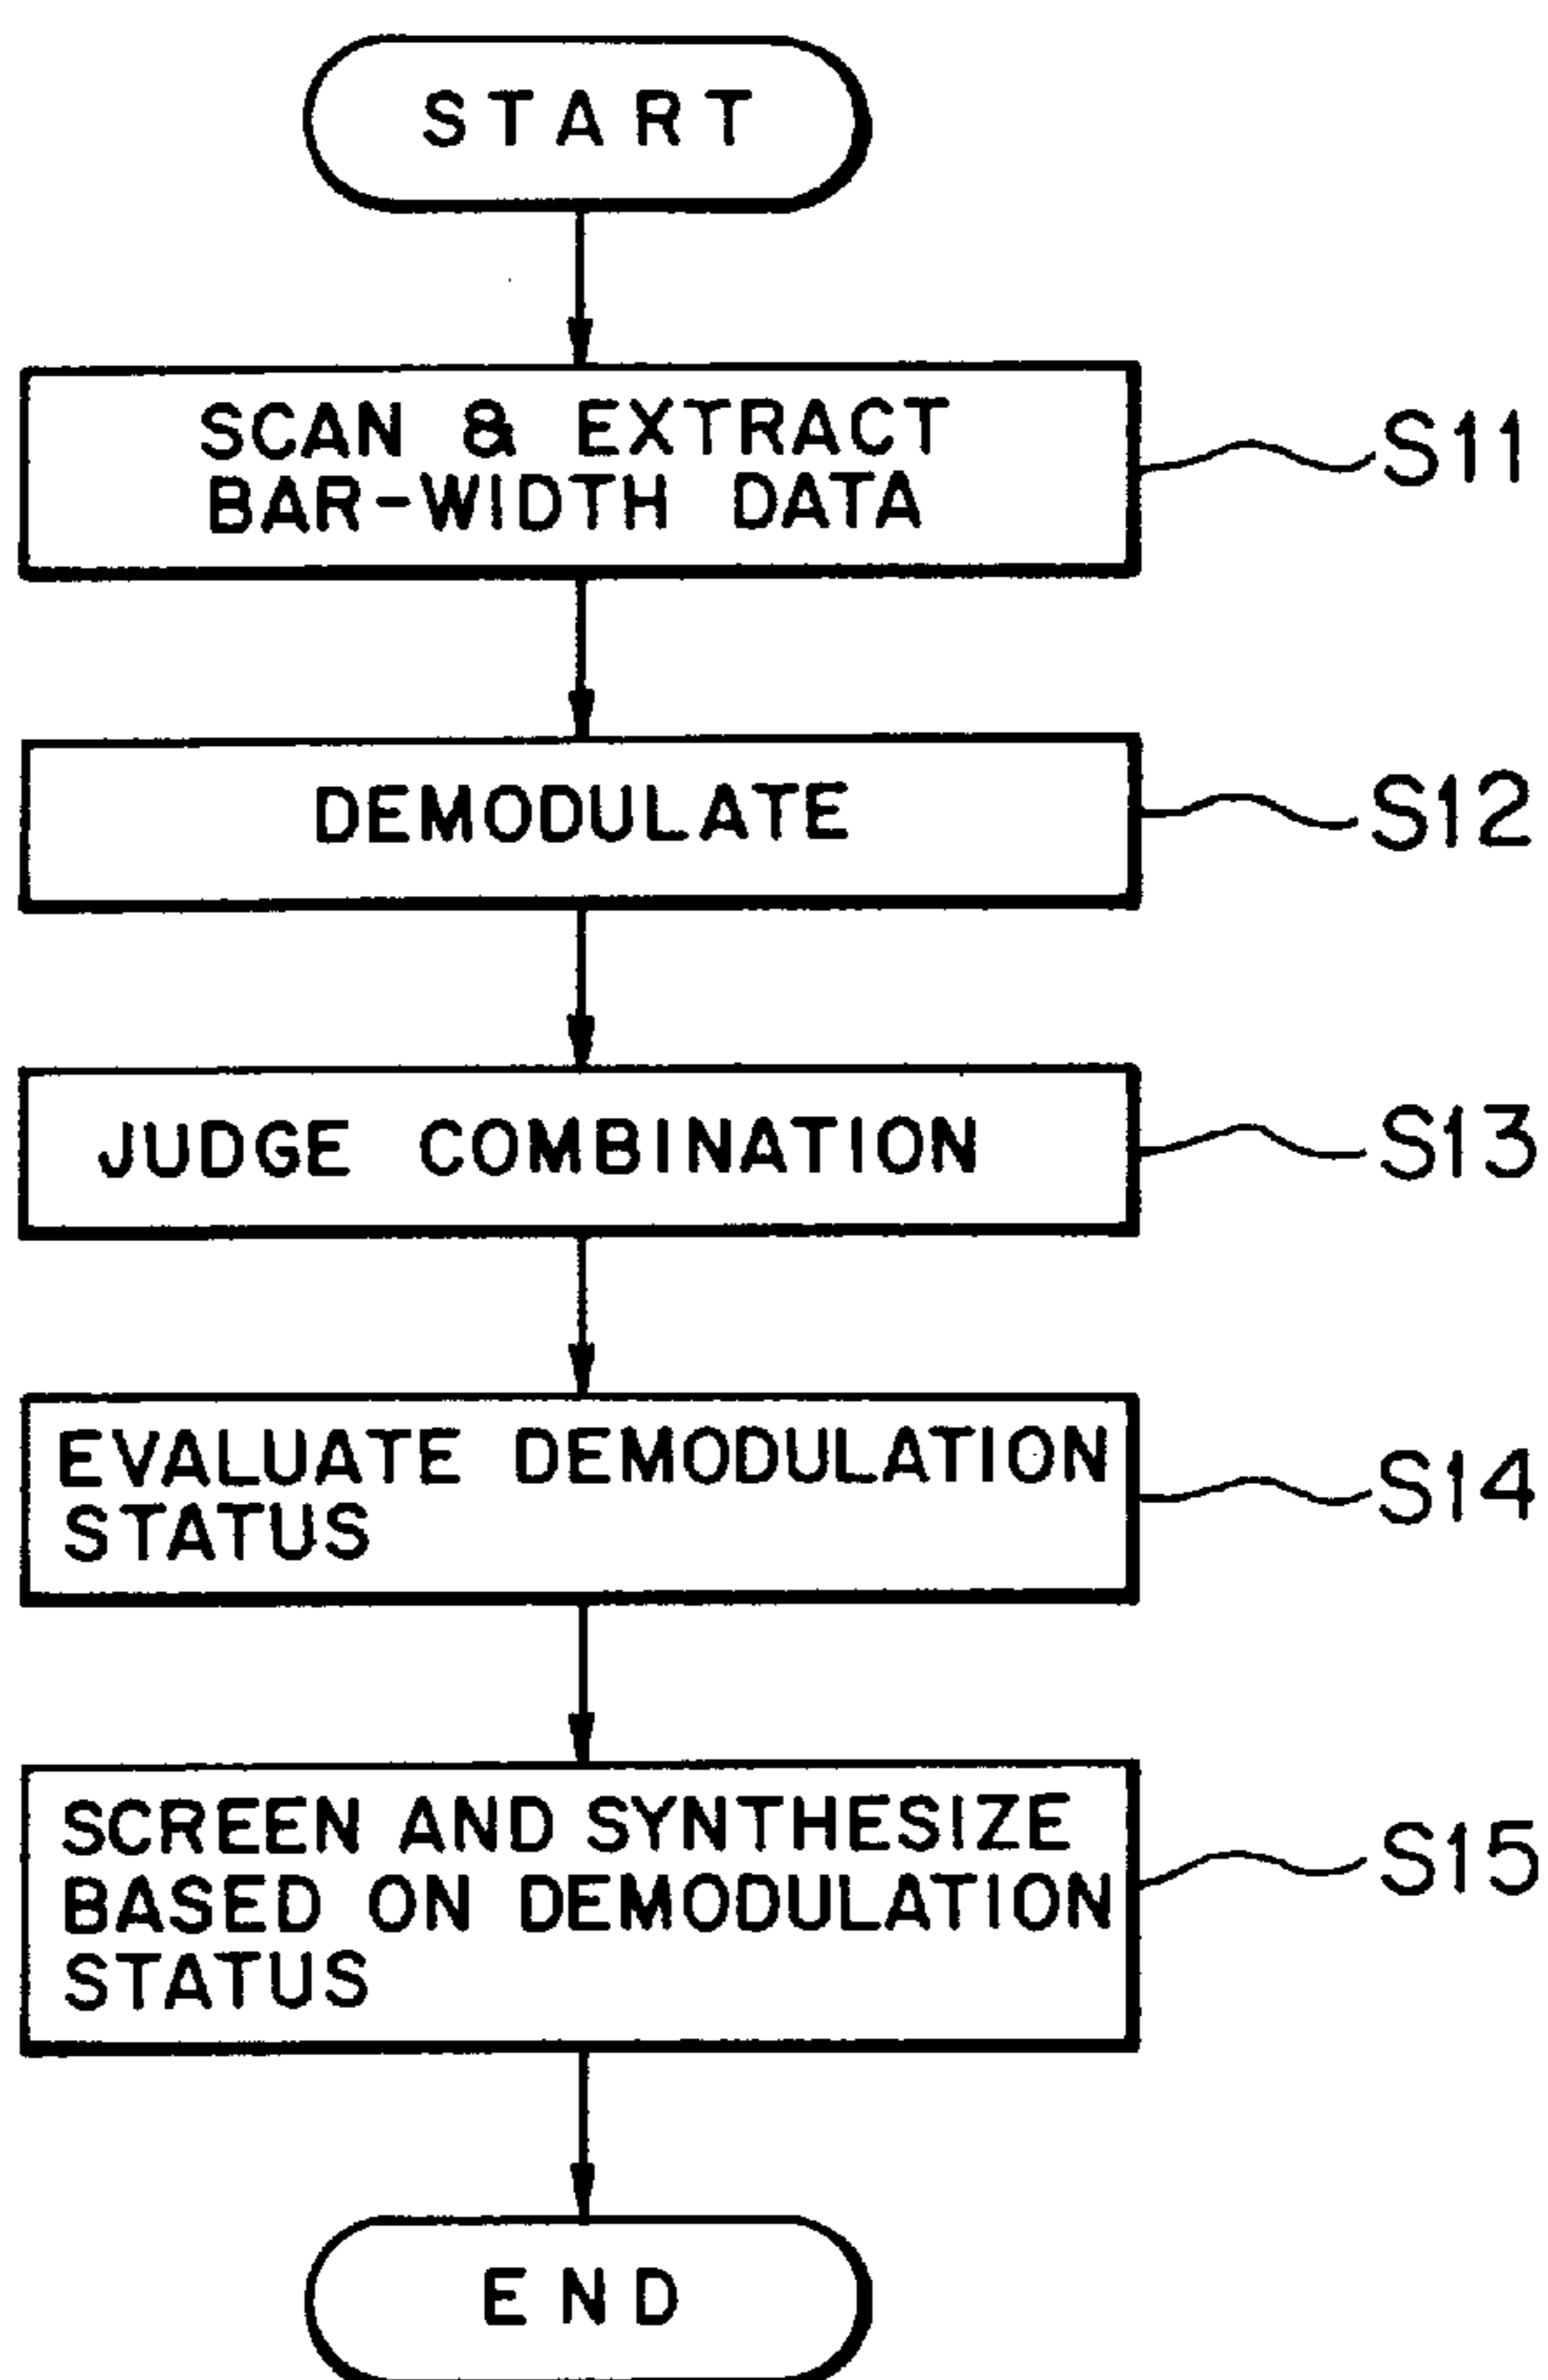 START
SCAN & EXTRACT
BAR-WIDTH DATA
S11
DEMODULATE
S12
JUDGE COMBINATION
S13
EVALUATE DEMODULATION
STATUS
S14
SCREEN AND SYNTHESIZE
BASED ON DEMODULATION
STATUS
S15
END